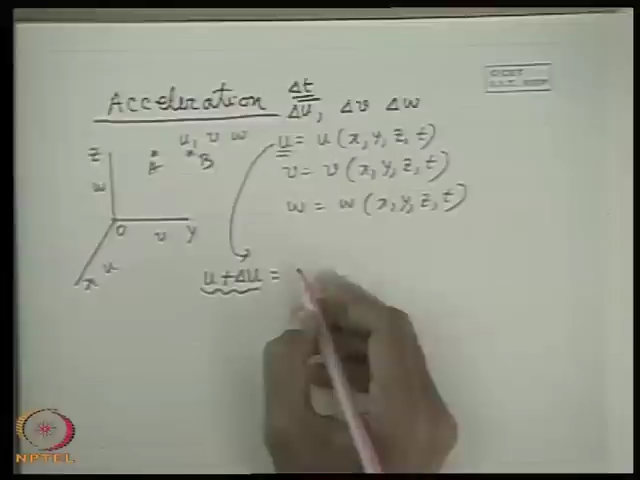 Acceleration Δt
Δu, Δv Δw
u, v w
u = u(x, y, z, t)
v = v(x, y, z, t)
w = w(x, y, z, t)
z
w
A B
O v y
x u
u + Δu =
NPTEL